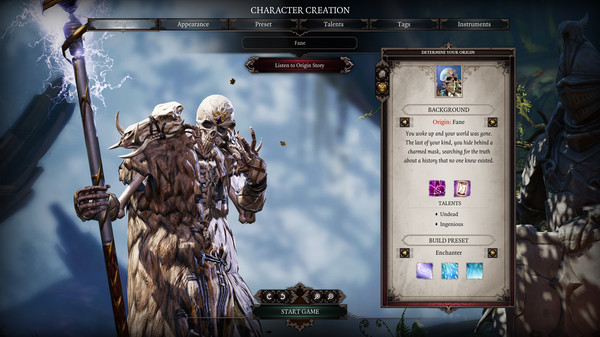 CHARACTER CREATION
Appearance
Preset
Talents
Tags
Instruments
Fane
Listen to Origin Story
DETERMINE YOUR ORIGIN
BACKGROUND
Origin: Fane
You woke up and your world was gone.
The last of your kind, you hide behind a
charmed mask, searching for the truth
about a history that no one knew existed.
TALENTS
Undead
Ingenious
BUILD PRESET
Enchanter
START GAME